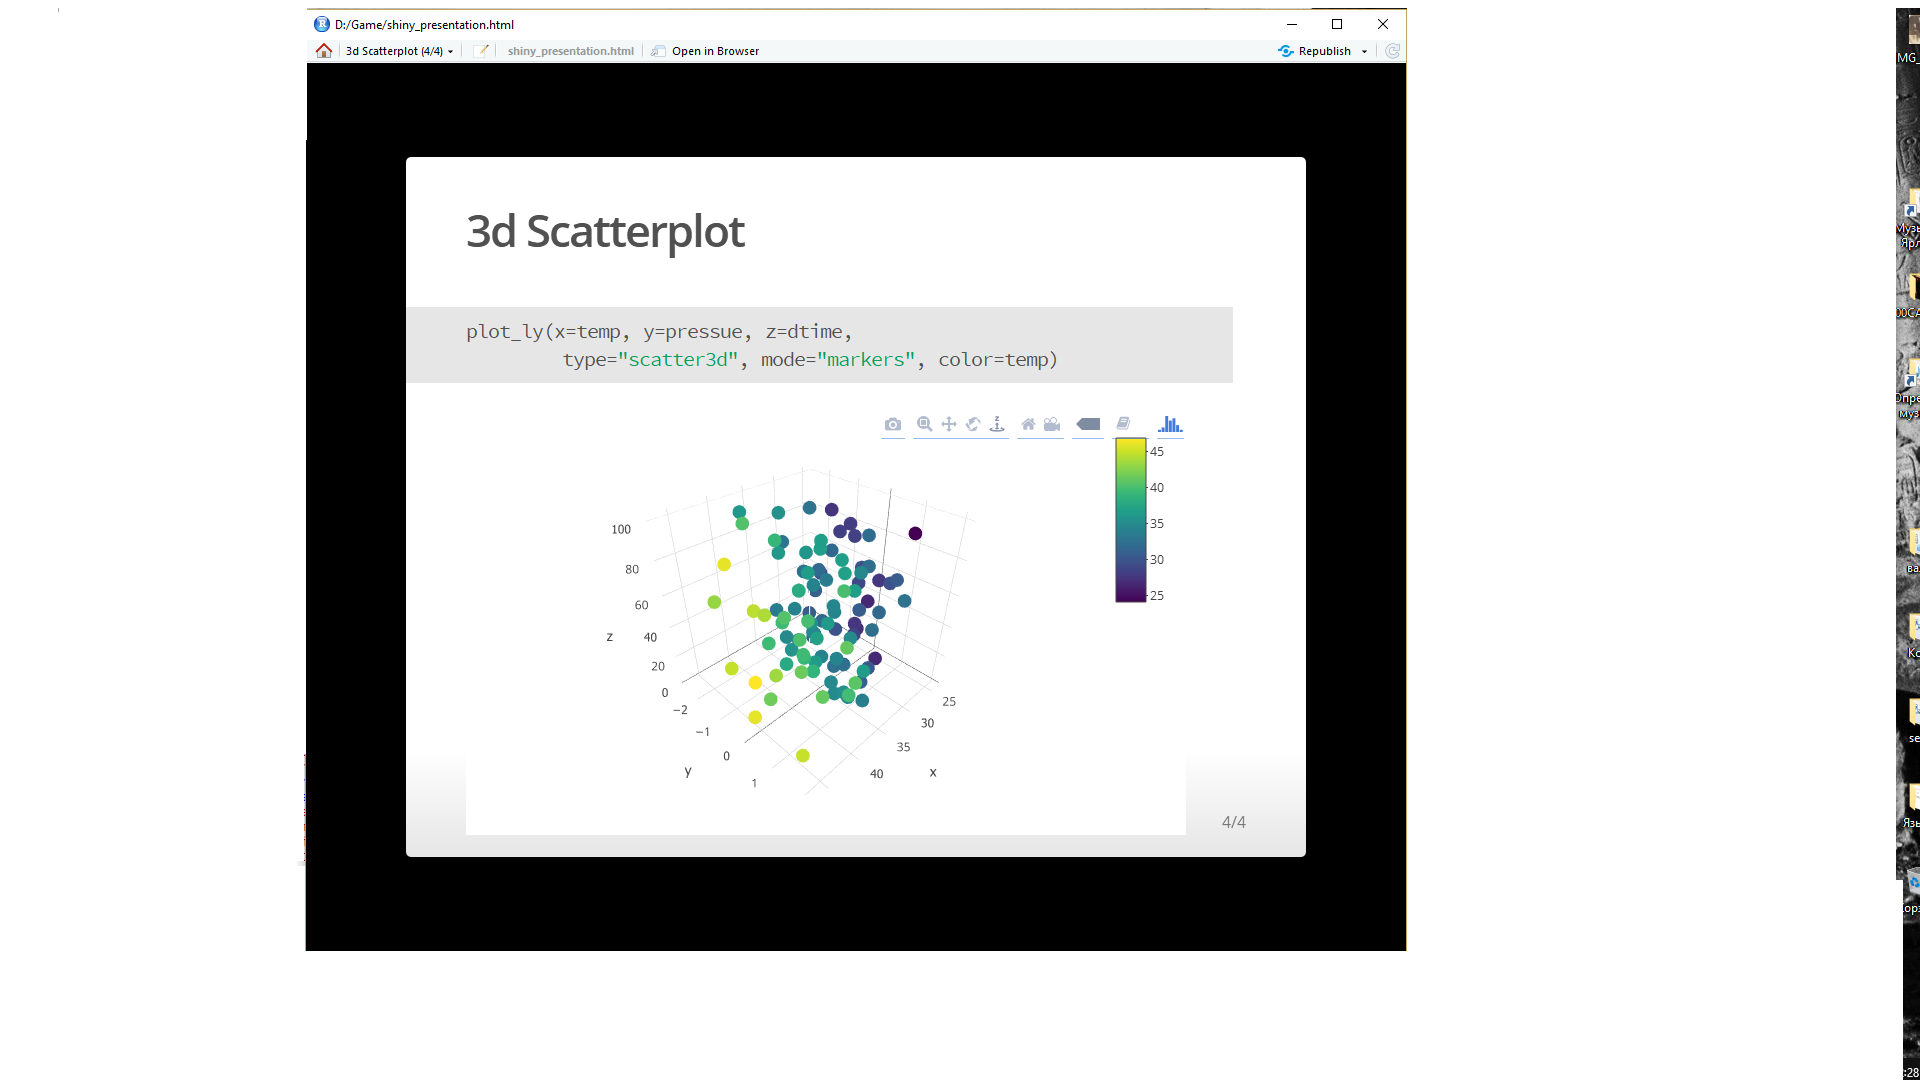 D:/Game/shiny_presentation.html
3d Scatterplot (4/4)
shiny_presentation.html
Open in Browser
Republish
3d Scatterplot
plot_ly(x=temp, y=pressue, z=dtime,
type="scatter3d", mode="markers", color=temp)
45
40
35
30
25
100
80
60
40
20
0
z
−2
−1
0
1
y
25
30
35
40
x
4/4
MG_
:28